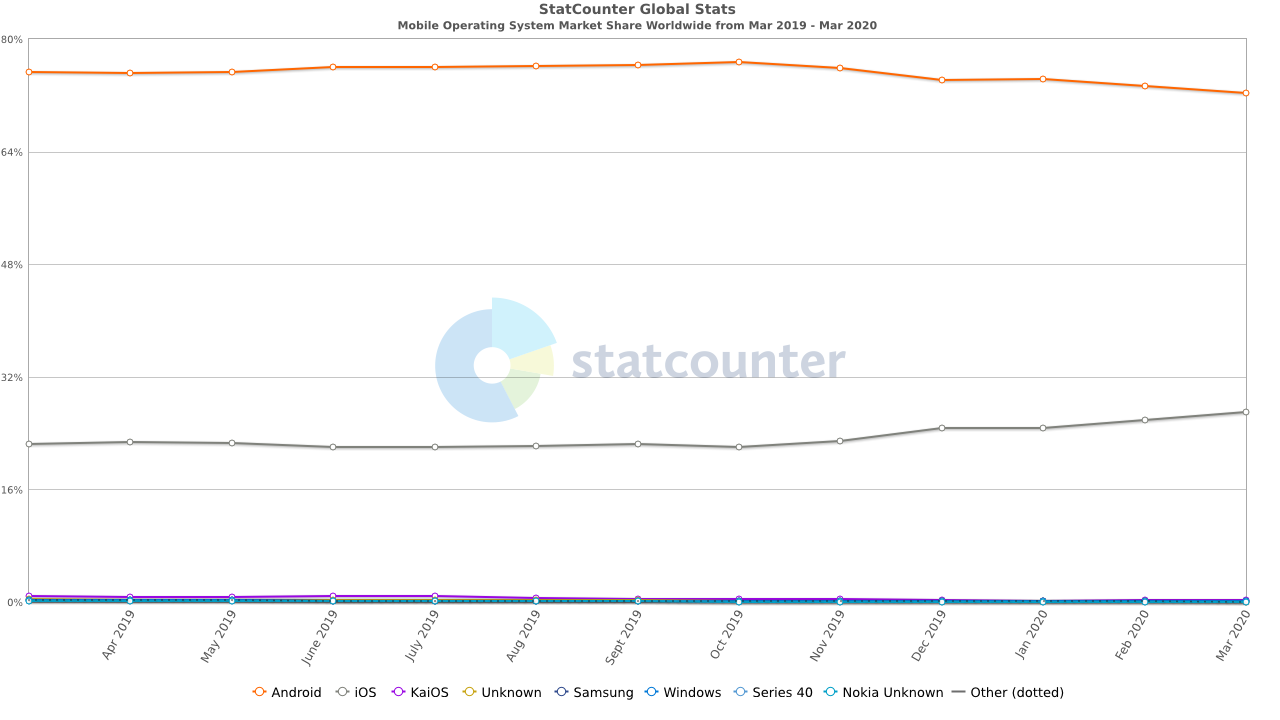 StatCounter Global Stats
Mobile Operating System Market Share Worldwide from Mar 2019 - Mar 2020
80%
64%
48%
32%
16%
0%
statcounter
Apr 2019 May 2019 June 2019 July 2019 Aug 2019 Sept 2019 Oct 2019 Nov 2019 Dec 2019 Jan 2020 Feb 2020 Mar 2020
Android iOS KaiOS Unknown Samsung Windows Series 40 Nokia Unknown Other (dotted)